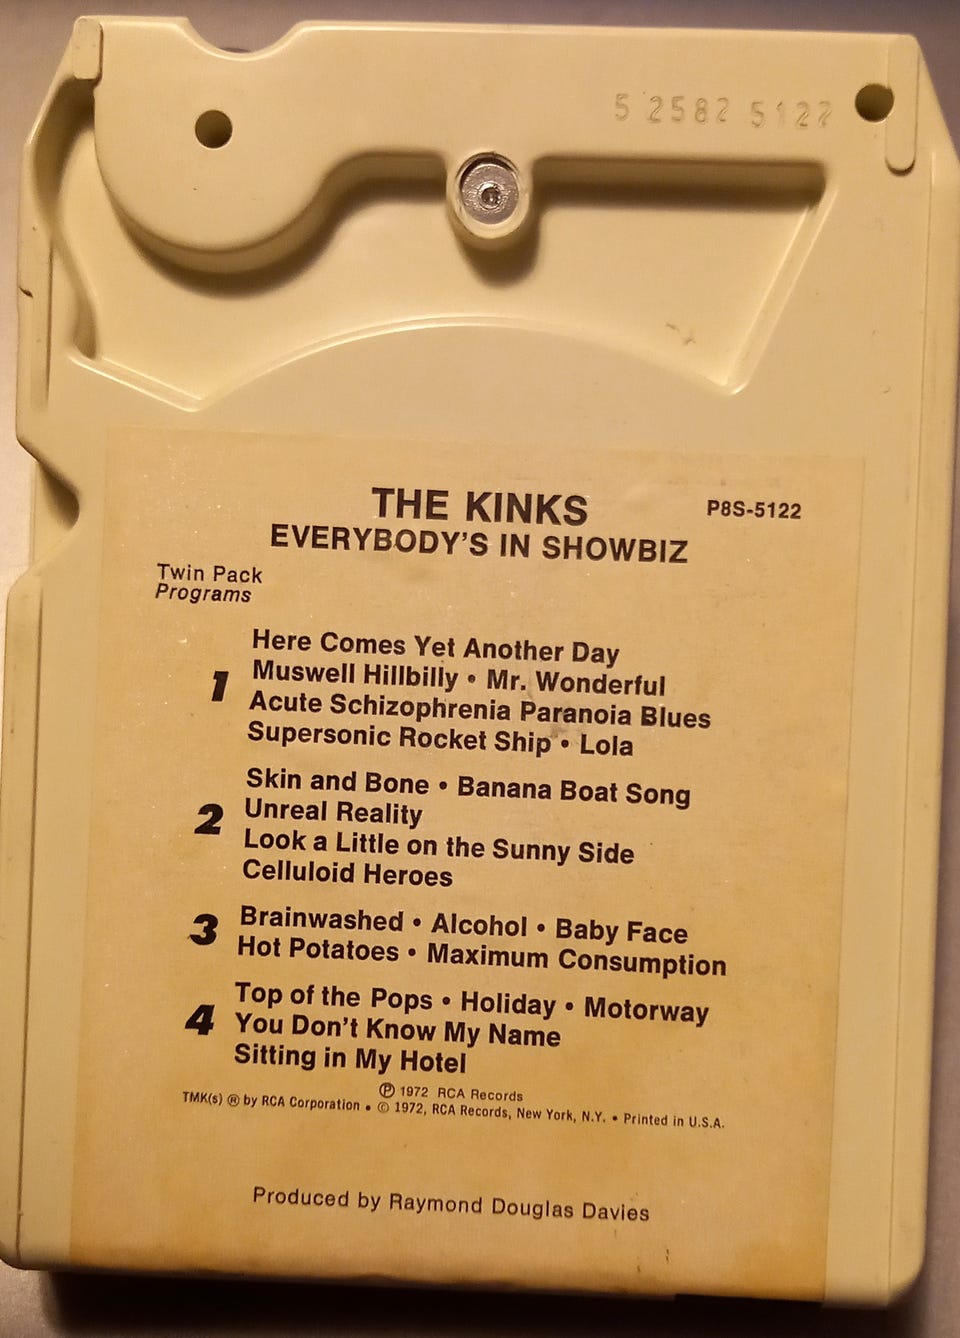 5 2582 5122
THE KINKS
P8S-5122
EVERYBODY'S IN SHOWBIZ
Twin Pack
Programs
1
Here Comes Yet Another Day
Muswell Hillbilly • Mr. Wonderful
Acute Schizophrenia Paranoia Blues
Supersonic Rocket Ship • Lola
2
Skin and Bone • Banana Boat Song
Unreal Reality
Look a Little on the Sunny Side
Celluloid Heroes
3
Brainwashed • Alcohol • Baby Face
Hot Potatoes • Maximum Consumption
4
Top of the Pops • Holiday • Motorway
You Don't Know My Name
Sitting in My Hotel
℗ 1972 RCA Records
TMK(s) ® by RCA Corporation • © 1972, RCA Records, New York, N.Y. • Printed in U.S.A.
Produced by Raymond Douglas Davies